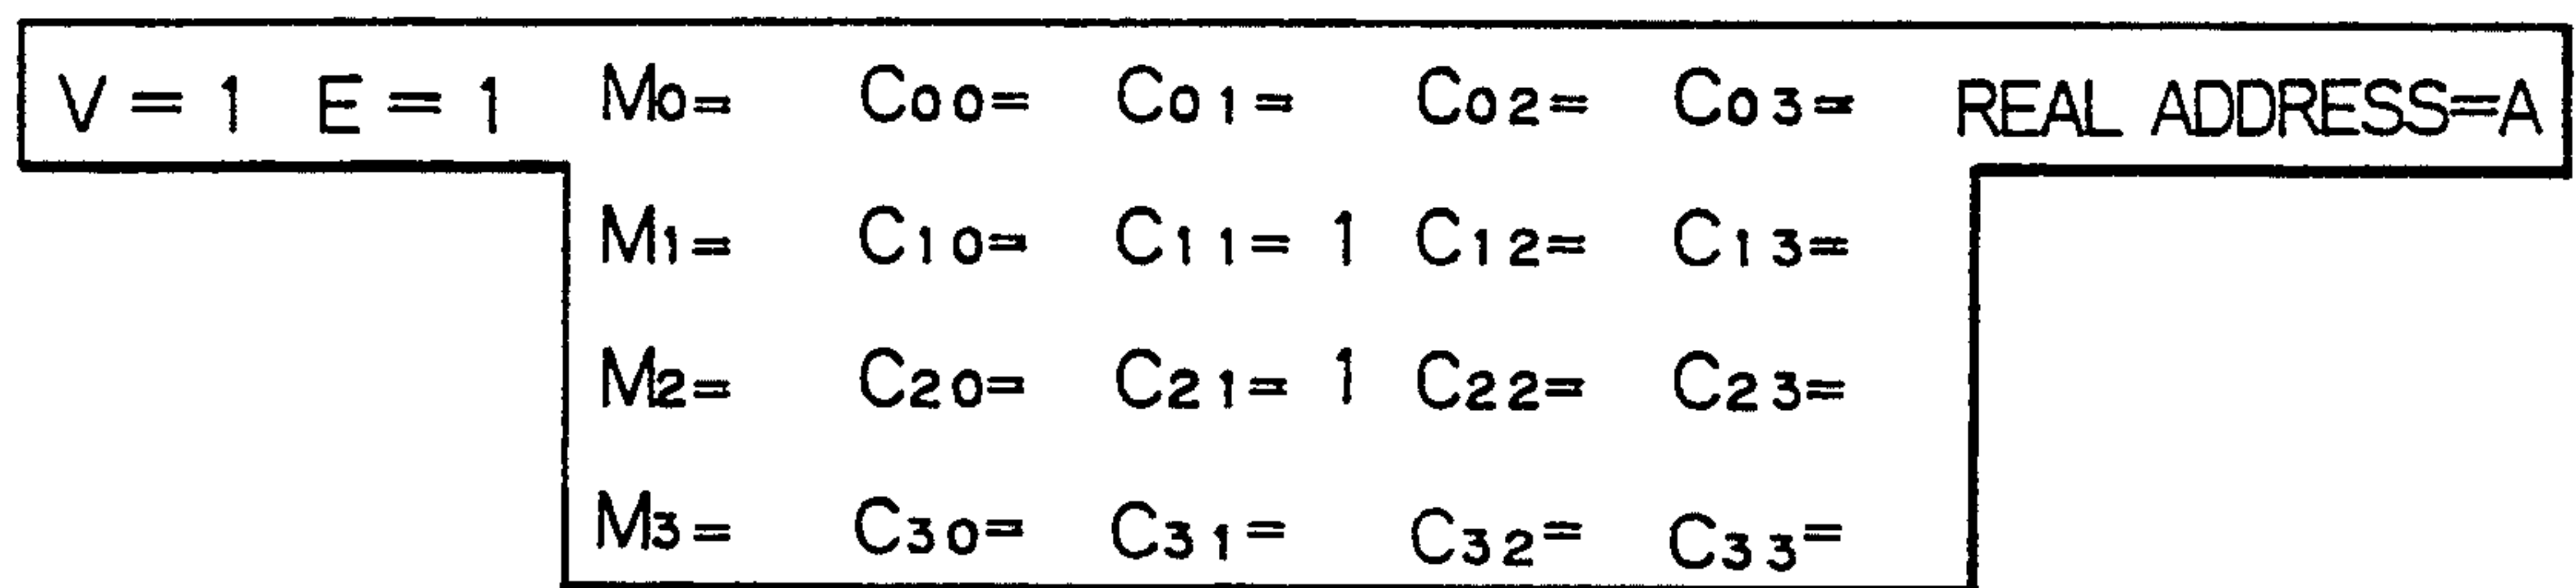 V = 1 E = 1 M0= C00= C01= C02= C03= REAL ADDRESS=A
M1= C10= C11= 1 C12= C13=
M2= C20= C21= 1 C22= C23=
M3= C30= C31= C32= C33=